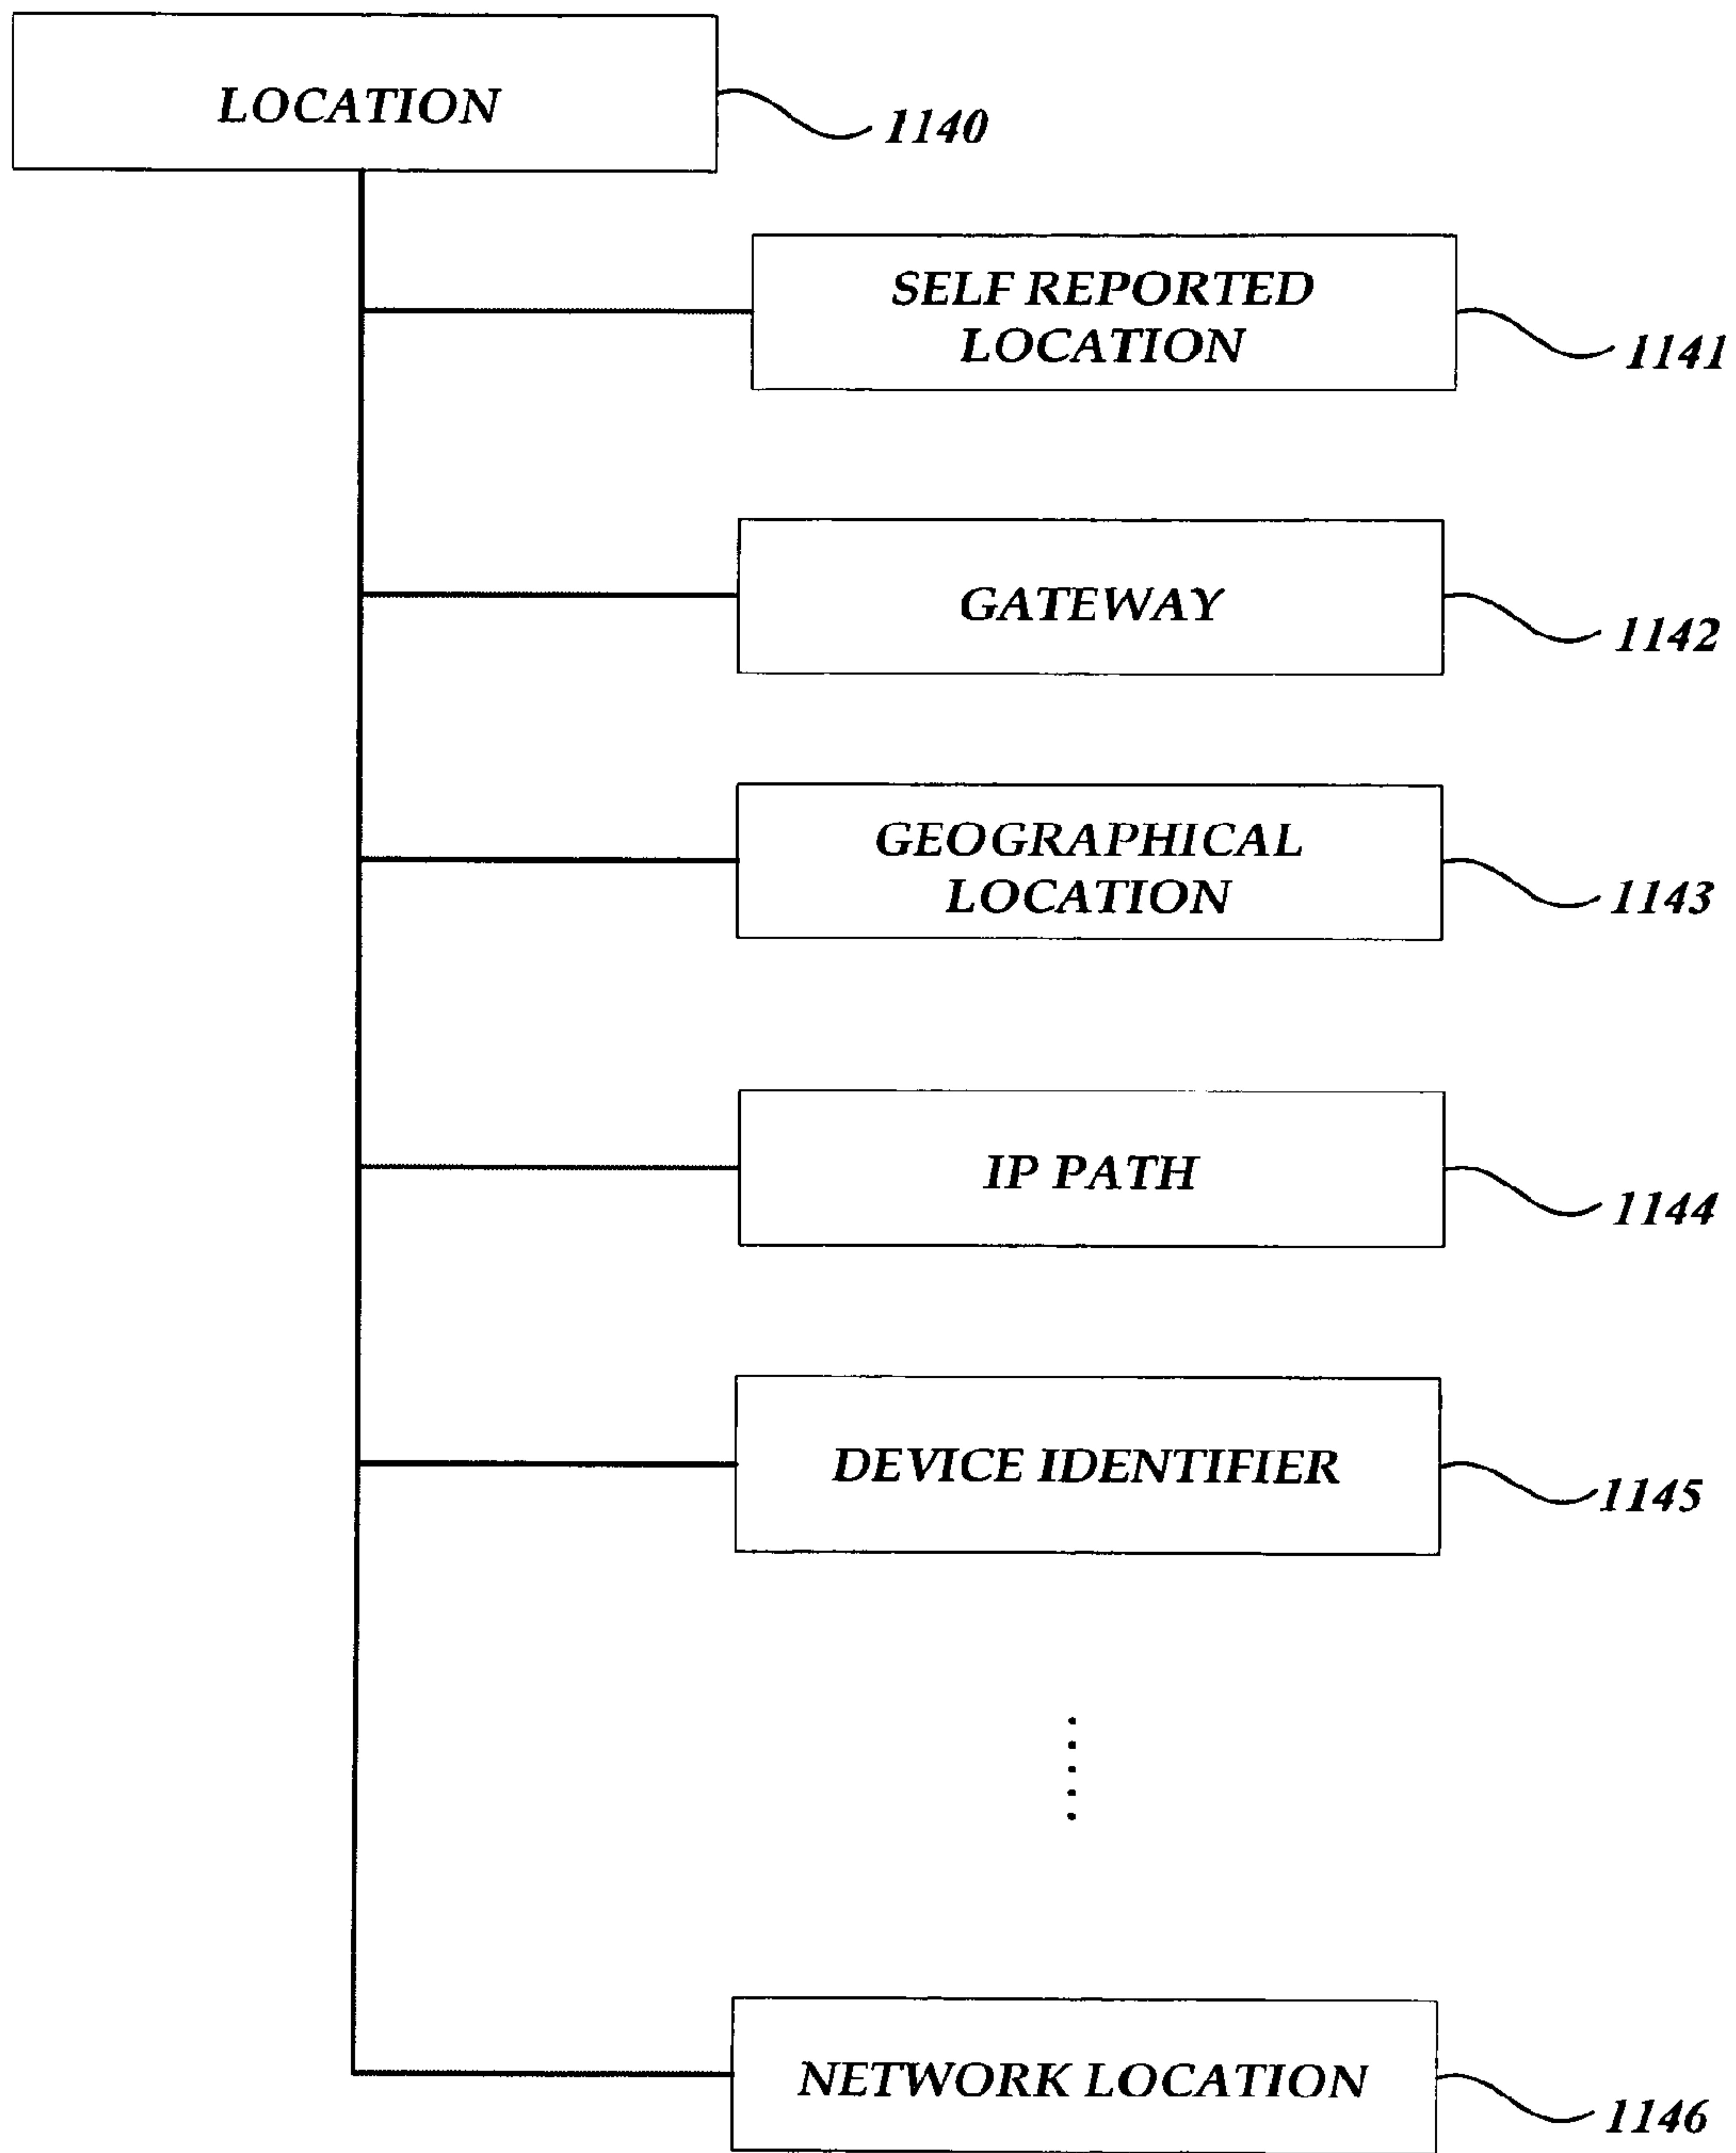 LOCATION
1140
SELF REPORTED
LOCATION
1141
GATEWAY
1142
GEOGRAPHICAL
LOCATION
1143
IP PATH
1144
DEVICE IDENTIFIER
1145
NETWORK LOCATION
1146